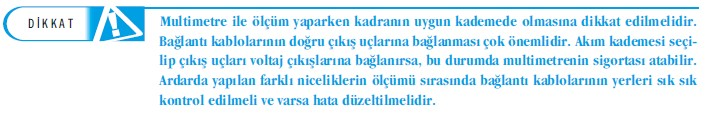 DİKKAT
Multimetre ile ölçüm yaparken kadranın uygun kademede olmasına dikkat edilmelidir.
Bağlantı kablolarının doğru çıkış uçlarına bağlanması çok önemlidir. Akım kademesi seçi-
lip çıkış uçları voltaj çıkışlarına bağlanırsa, bu durumda multimetrenin sigortası atabilir.
Ardarda yapılan farklı niceliklerin ölçümü sırasında bağlantı kablolarının yerleri sık sık
kontrol edilmeli ve varsa hata düzeltilmelidir.